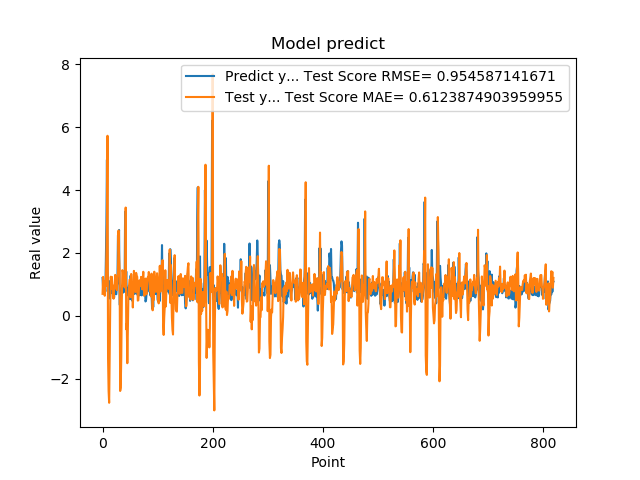 Model predict
Predict y... Test Score RMSE= 0.954587141671
Test y... Test Score MAE= 0.6123874903959955
8
6
4
2
0
−2
Real value
0 200 400 600 800
Point